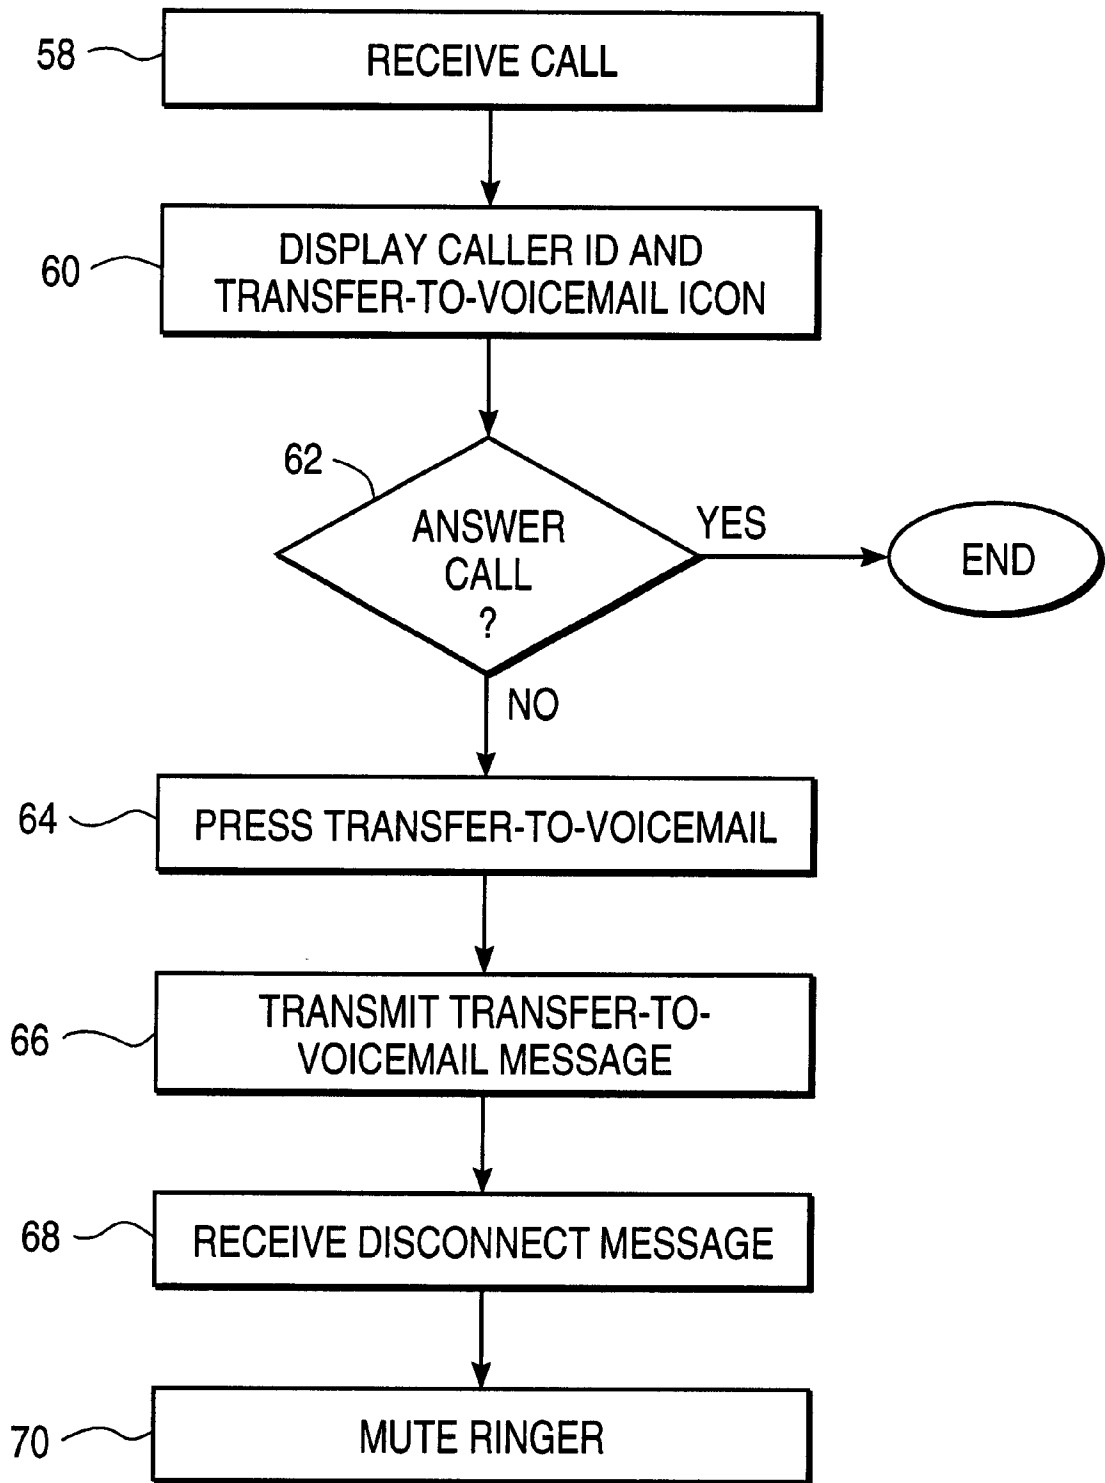 58
RECEIVE CALL
60
DISPLAY CALLER ID AND
TRANSFER-TO-VOICEMAIL ICON
62
ANSWER
CALL
?
YES
END
NO
64
PRESS TRANSFER-TO-VOICEMAIL
66
TRANSMIT TRANSFER-TO-
VOICEMAIL MESSAGE
68
RECEIVE DISCONNECT MESSAGE
70
MUTE RINGER